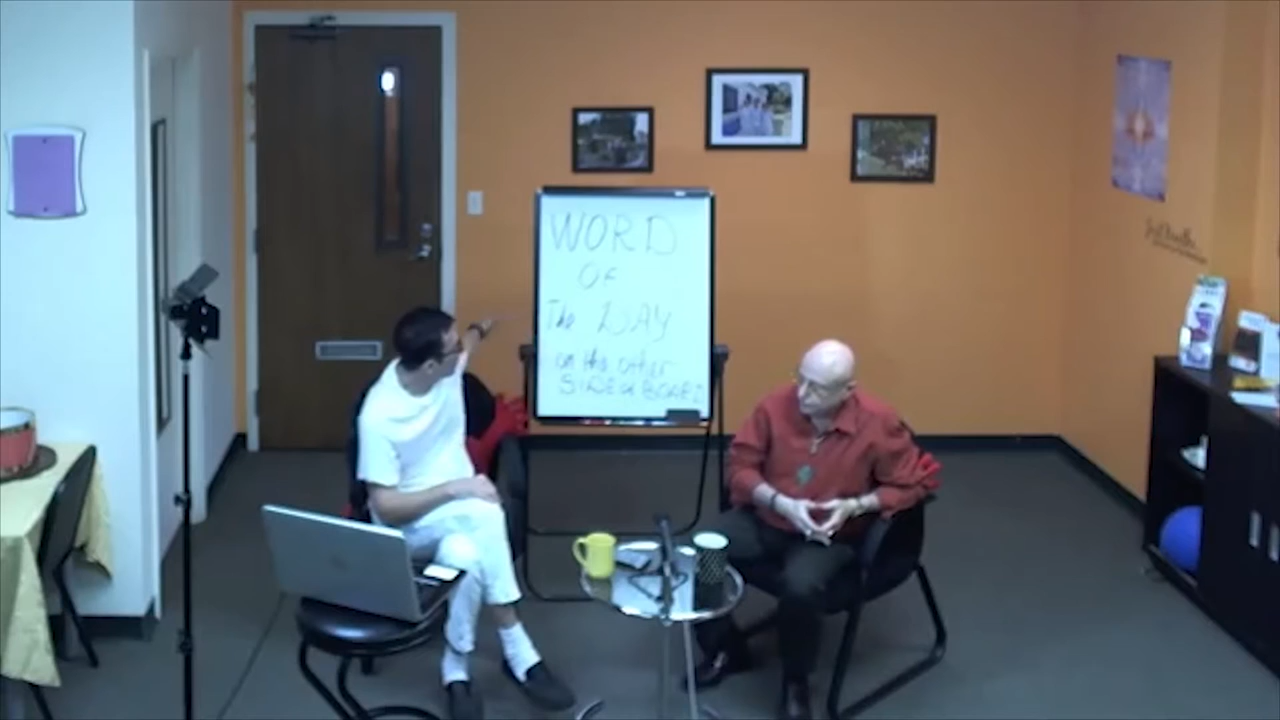 WORD
OF
The DAY
on the other
SIDE of BOARD